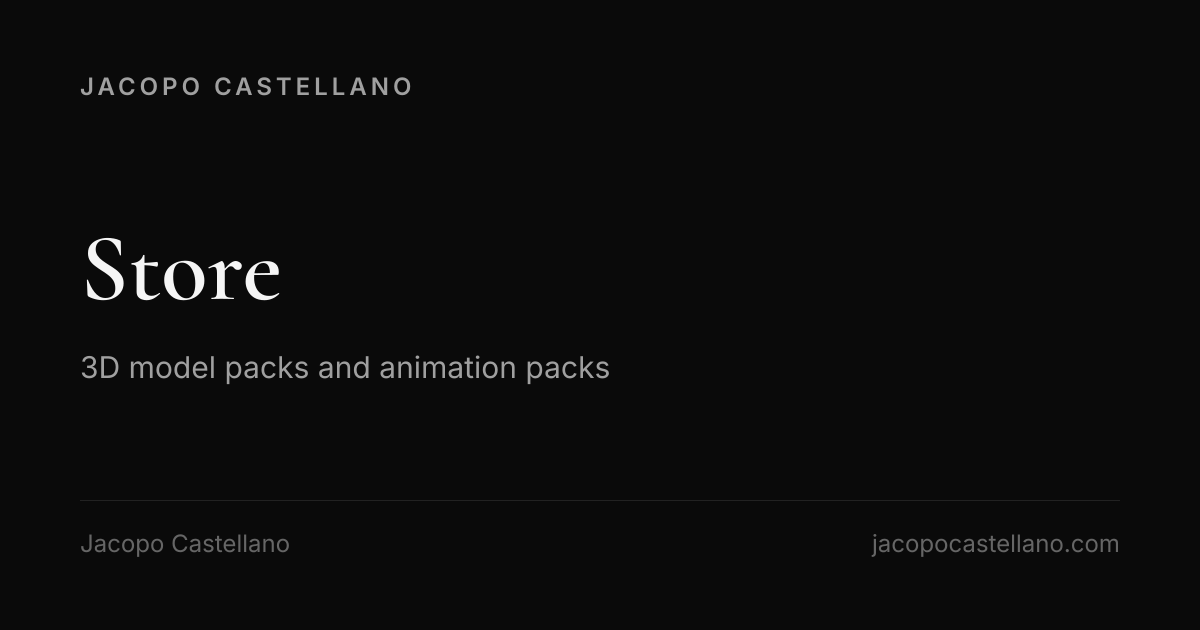 JACOPO CASTELLANO
Store
3D model packs and animation packs
Jacopo Castellano
jacopocastellano.com